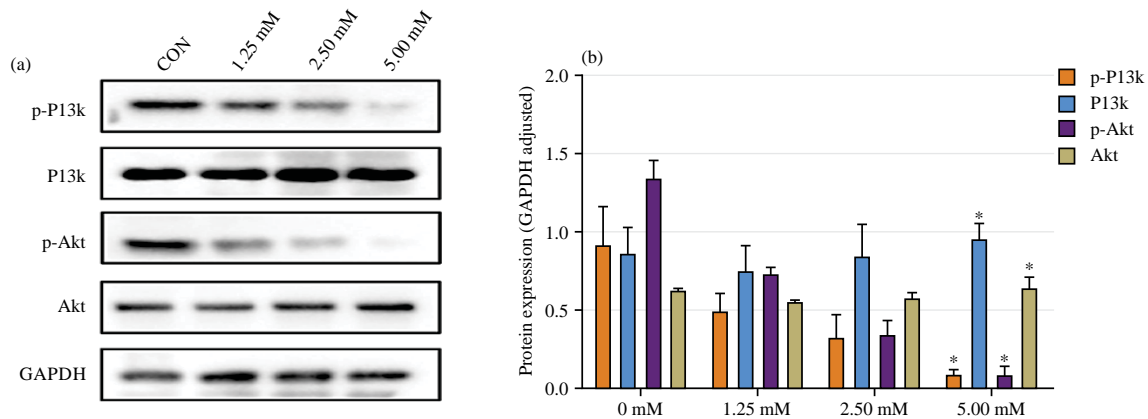 (a)
CON
1.25 mM
2.50 mM
5.00 mM
p-P13k
P13k
p-Akt
Akt
GAPDH
(b)
Protein expression (GAPDH adjusted)
2.0
1.5
1.0
0.5
0.0
* * * *
0 mM
1.25 mM
2.50 mM
5.00 mM
p-P13k
P13k
p-Akt
Akt